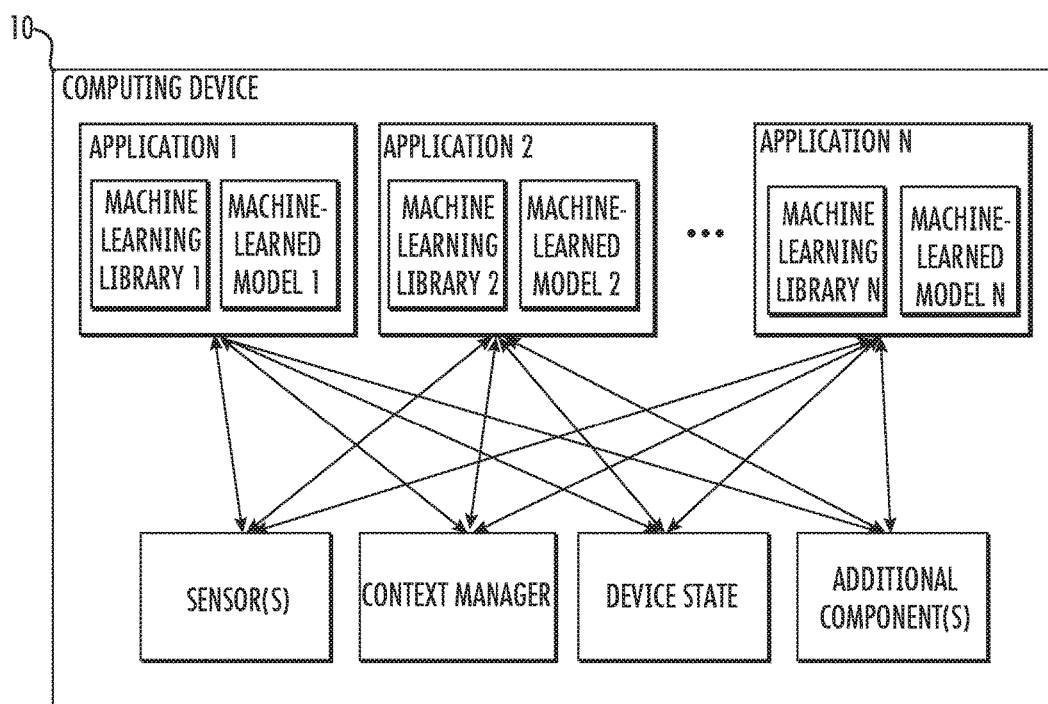 10
COMPUTING DEVICE
APPLICATION 1
MACHINE
LEARNING
LIBRARY 1
MACHINE-
LEARNED
MODEL 1
APPLICATION 2
MACHINE
LEARNING
LIBRARY 2
MACHINE-
LEARNED
MODEL 2
•••
APPLICATION N
MACHINE
LEARNING
LIBRARY N
MACHINE-
LEARNED
MODEL N
SENSOR(S)
CONTEXT MANAGER
DEVICE STATE
ADDITIONAL
COMPONENT(S)